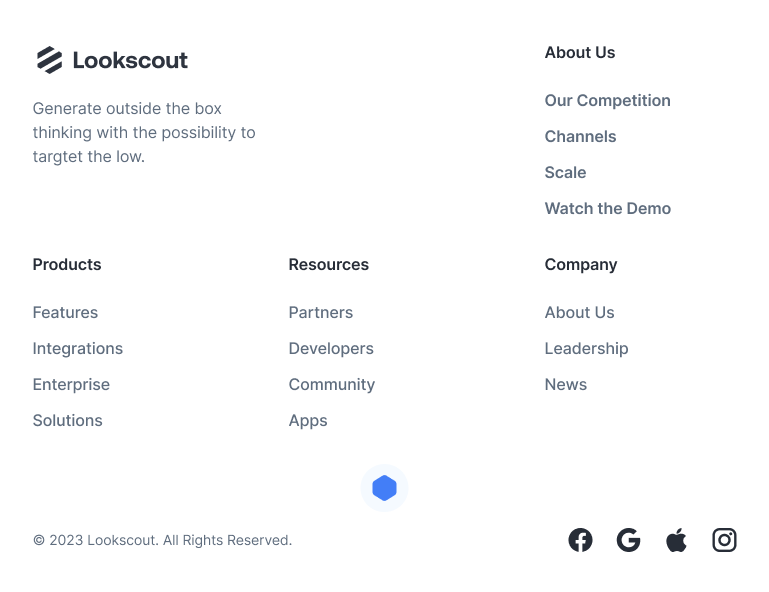 Lookscout
Generate outside the box
thinking with the possibility to
targtet the low.
About Us
Our Competition
Channels
Scale
Watch the Demo
Products
Features
Integrations
Enterprise
Solutions
Resources
Partners
Developers
Community
Apps
Company
About Us
Leadership
News
© 2023 Lookscout. All Rights Reserved.